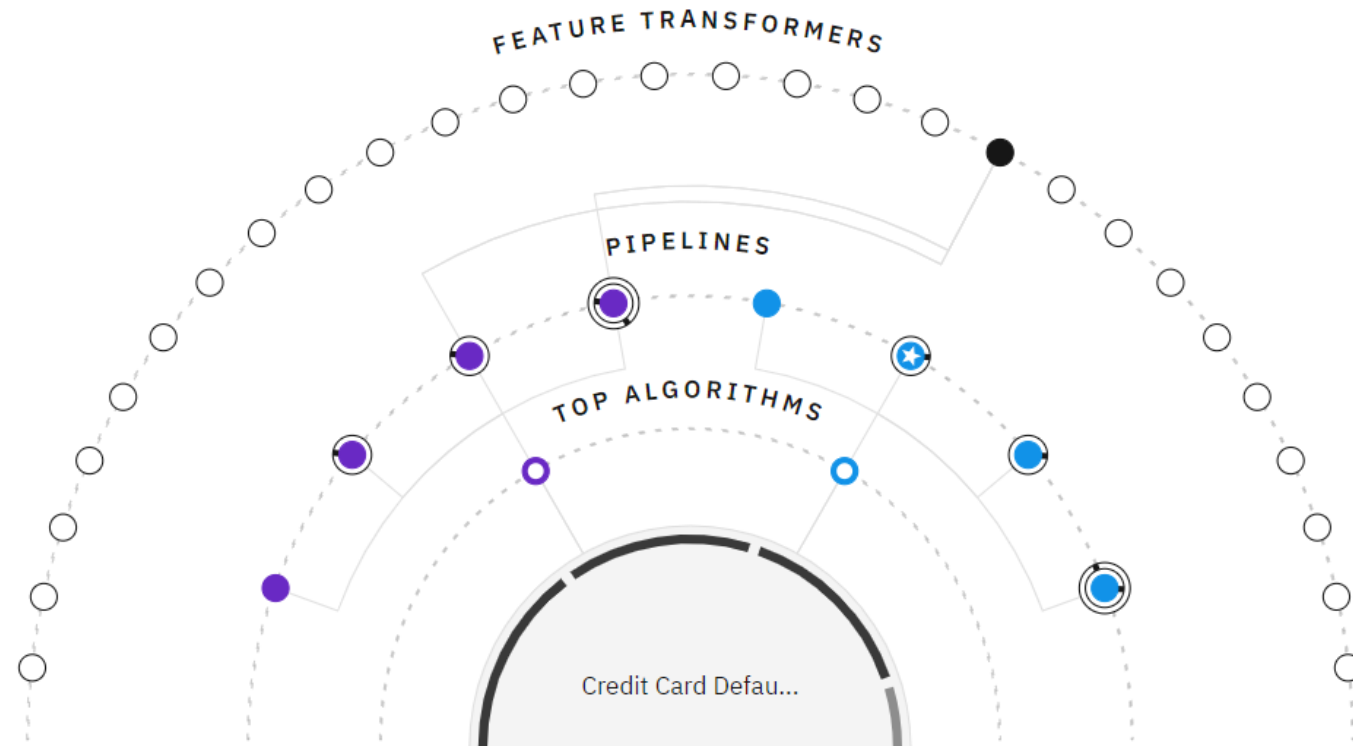 FEATURE TRANSFORMERS
PIPELINES
TOP ALGORITHMS
Credit Card Defau...